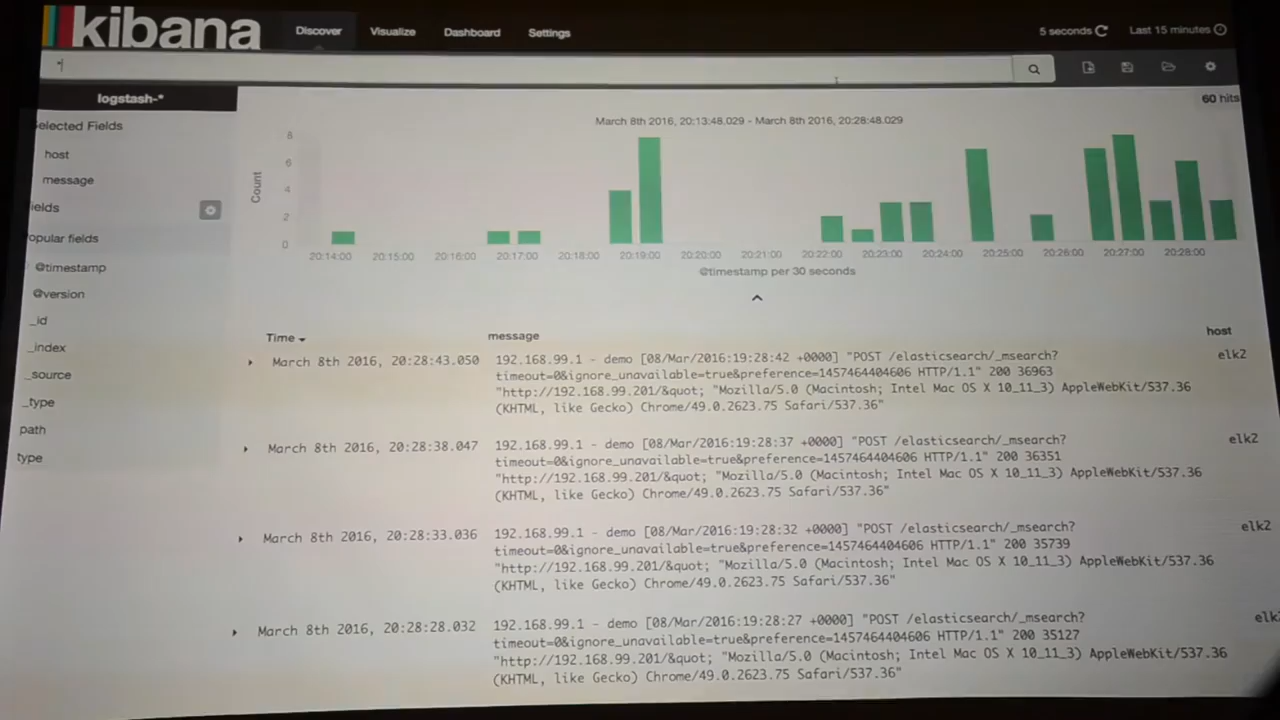 kibana
Discover Visualize Dashboard Settings
5 seconds Last 15 minutes
*
logstash-*
60 hits
elected Fields
host
message
ields
opular fields
@timestamp
@version
_id
_index
_source
_type
path
type
March 8th 2016, 20:13:48.029 - March 8th 2016, 20:28:48.029
Count
8
6
4
2
0
20:14:00 20:15:00 20:16:00 20:17:00 20:18:00 20:19:00 20:20:00 20:21:00 20:22:00 20:23:00 20:24:00 20:25:00 20:26:00 20:27:00 20:28:00
@timestamp per 30 seconds
Time message host
March 8th 2016, 20:28:43.050 192.168.99.1 - demo [08/Mar/2016:19:28:42 +0000] "POST /elasticsearch/_msearch? elk2
timeout=0&ignore_unavailable=true&preference=1457464404606 HTTP/1.1" 200 36963
"http://192.168.99.201/&quot; "Mozilla/5.0 (Macintosh; Intel Mac OS X 10_11_3) AppleWebKit/537.36
(KHTML, like Gecko) Chrome/49.0.2623.75 Safari/537.36"
March 8th 2016, 20:28:38.047 192.168.99.1 - demo [08/Mar/2016:19:28:37 +0000] "POST /elasticsearch/_msearch? elk2
timeout=0&ignore_unavailable=true&preference=1457464404606 HTTP/1.1" 200 36351
"http://192.168.99.201/&quot; "Mozilla/5.0 (Macintosh; Intel Mac OS X 10_11_3) AppleWebKit/537.36
(KHTML, like Gecko) Chrome/49.0.2623.75 Safari/537.36"
March 8th 2016, 20:28:33.036 192.168.99.1 - demo [08/Mar/2016:19:28:32 +0000] "POST /elasticsearch/_msearch? elk2
timeout=0&ignore_unavailable=true&preference=1457464404606 HTTP/1.1" 200 35739
"http://192.168.99.201/&quot; "Mozilla/5.0 (Macintosh; Intel Mac OS X 10_11_3) AppleWebKit/537.36
(KHTML, like Gecko) Chrome/49.0.2623.75 Safari/537.36"
March 8th 2016, 20:28:28.032 192.168.99.1 - demo [08/Mar/2016:19:28:27 +0000] "POST /elasticsearch/_msearch? elk
timeout=0&ignore_unavailable=true&preference=1457464404606 HTTP/1.1" 200 35127
"http://192.168.99.201/&quot; "Mozilla/5.0 (Macintosh; Intel Mac OS X 10_11_3) AppleWebKit/537.36
(KHTML, like Gecko) Chrome/49.0.2623.75 Safari/537.36"